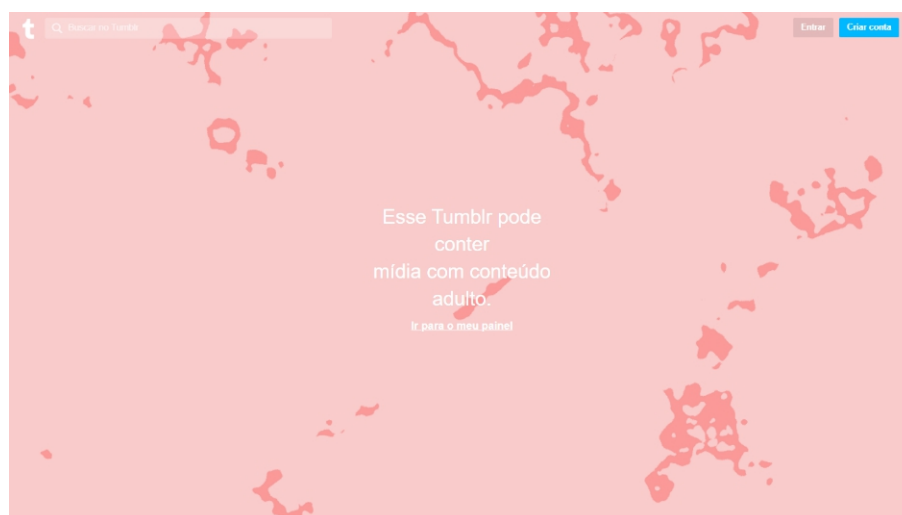 t
Buscar no Tumblr
Entrar
Criar conta
Esse Tumblr pode
conter
mídia com conteúdo
adulto.
Ir para o meu painel